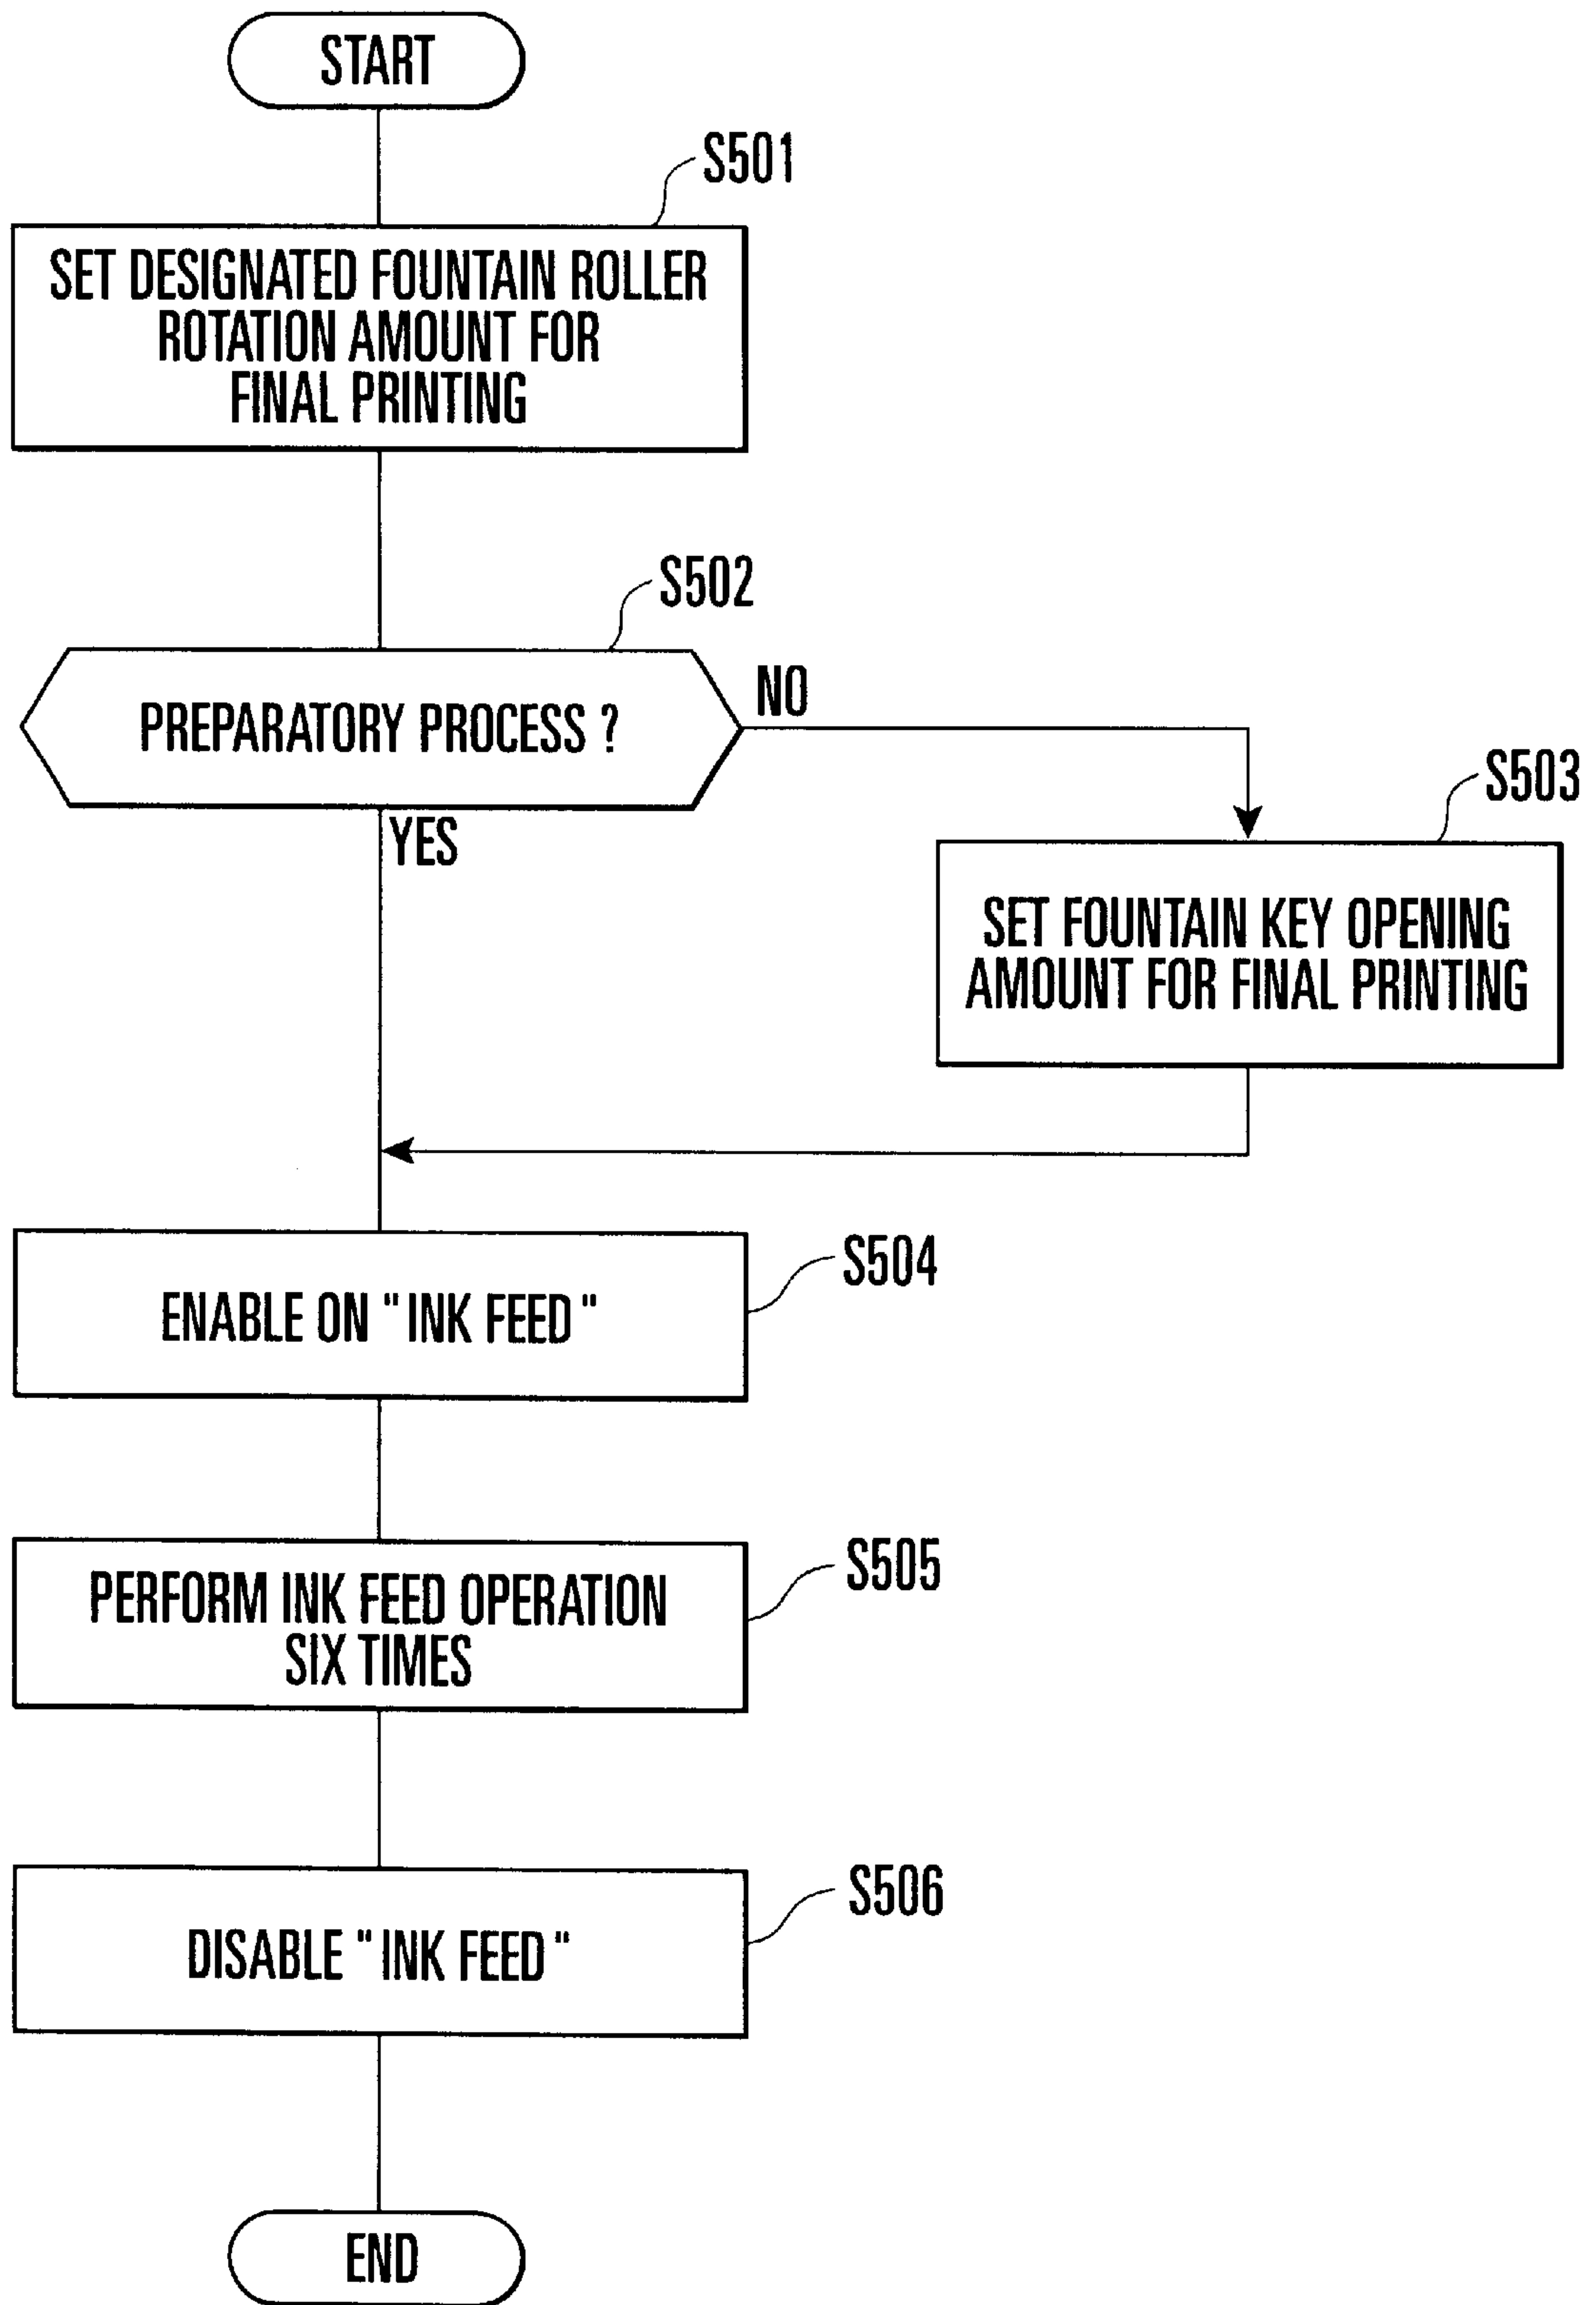 START
S501
SET DESIGNATED FOUNTAIN ROLLER
ROTATION AMOUNT FOR
FINAL PRINTING
S502
PREPARATORY PROCESS ?
NO
YES
S503
SET FOUNTAIN KEY OPENING
AMOUNT FOR FINAL PRINTING
S504
ENABLE ON "INK FEED"
S505
PERFORM INK FEED OPERATION
SIX TIMES
S506
DISABLE "INK FEED"
END